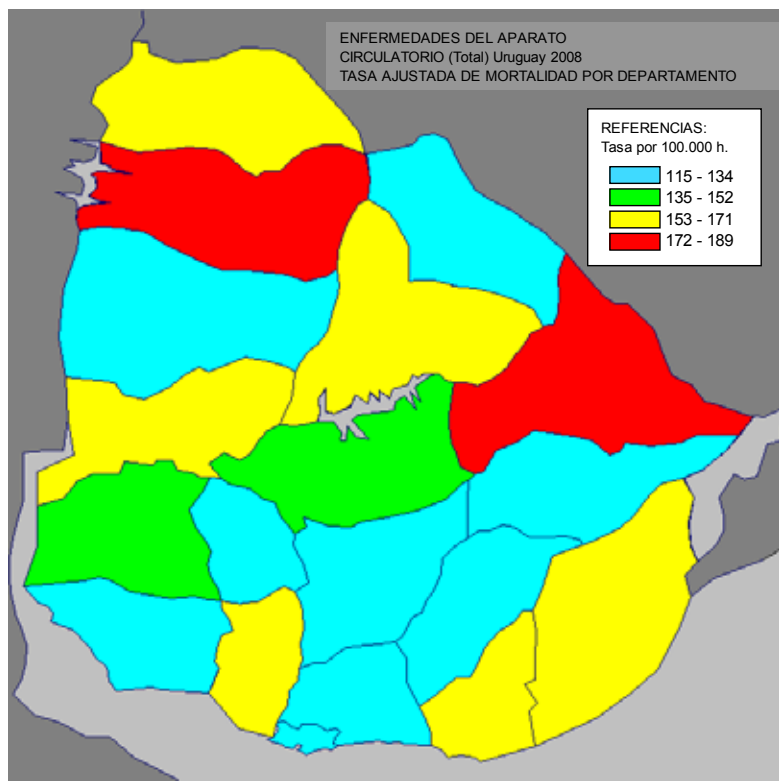 ENFERMEDADES DEL APARATO
CIRCULATORIO (Total) Uruguay 2008
TASA AJUSTADA DE MORTALIDAD POR DEPARTAMENTO
REFERENCIAS:
Tasa por 100.000 h.
115 - 134
135 - 152
153 - 171
172 - 189